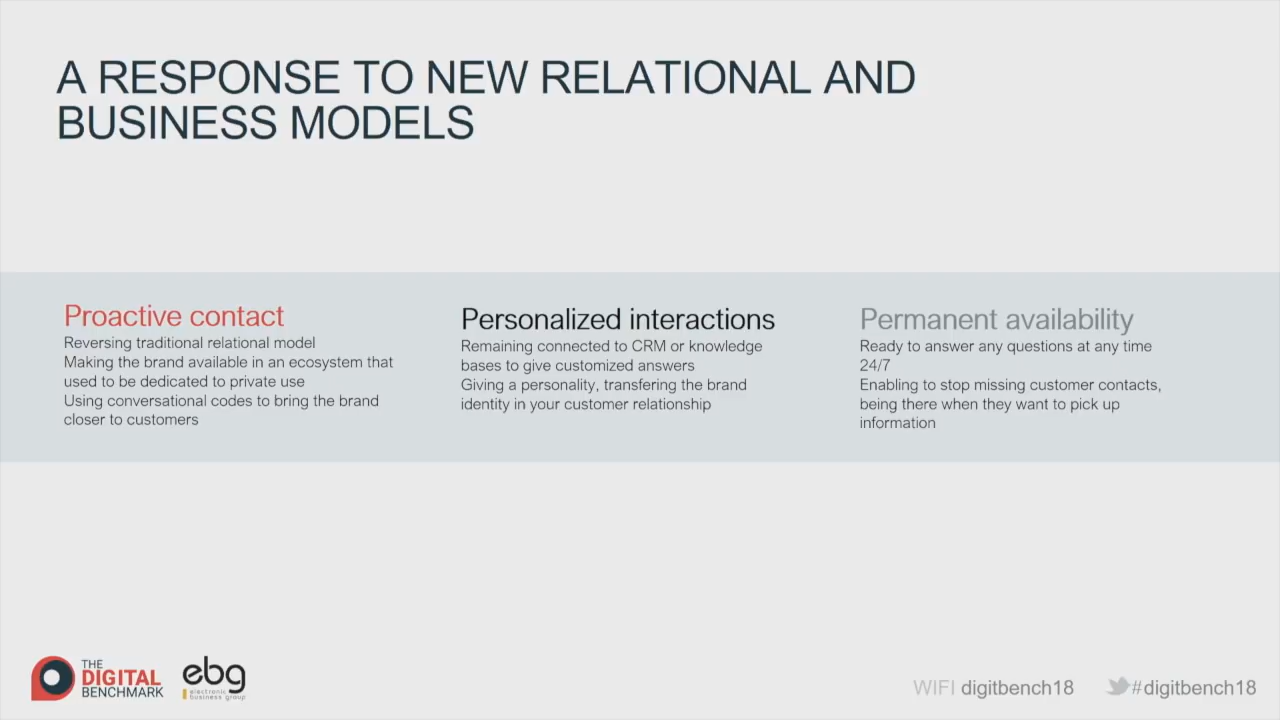 A RESPONSE TO NEW RELATIONAL AND
BUSINESS MODELS
Proactive contact
Reversing traditional relational model
Making the brand available in an ecosystem that
used to be dedicated to private use
Using conversational codes to bring the brand
closer to customers
Personalized interactions
Remaining connected to CRM or knowledge
bases to give customized answers
Giving a personality, transfering the brand
identity in your customer relationship
Permanent availability
Ready to answer any questions at any time
24/7
Enabling to stop missing customer contacts,
being there when they want to pick up
information
THE
DIGITAL
BENCHMARK
ebg
electronic
business group
WIFI digitbench18
#digitbench18